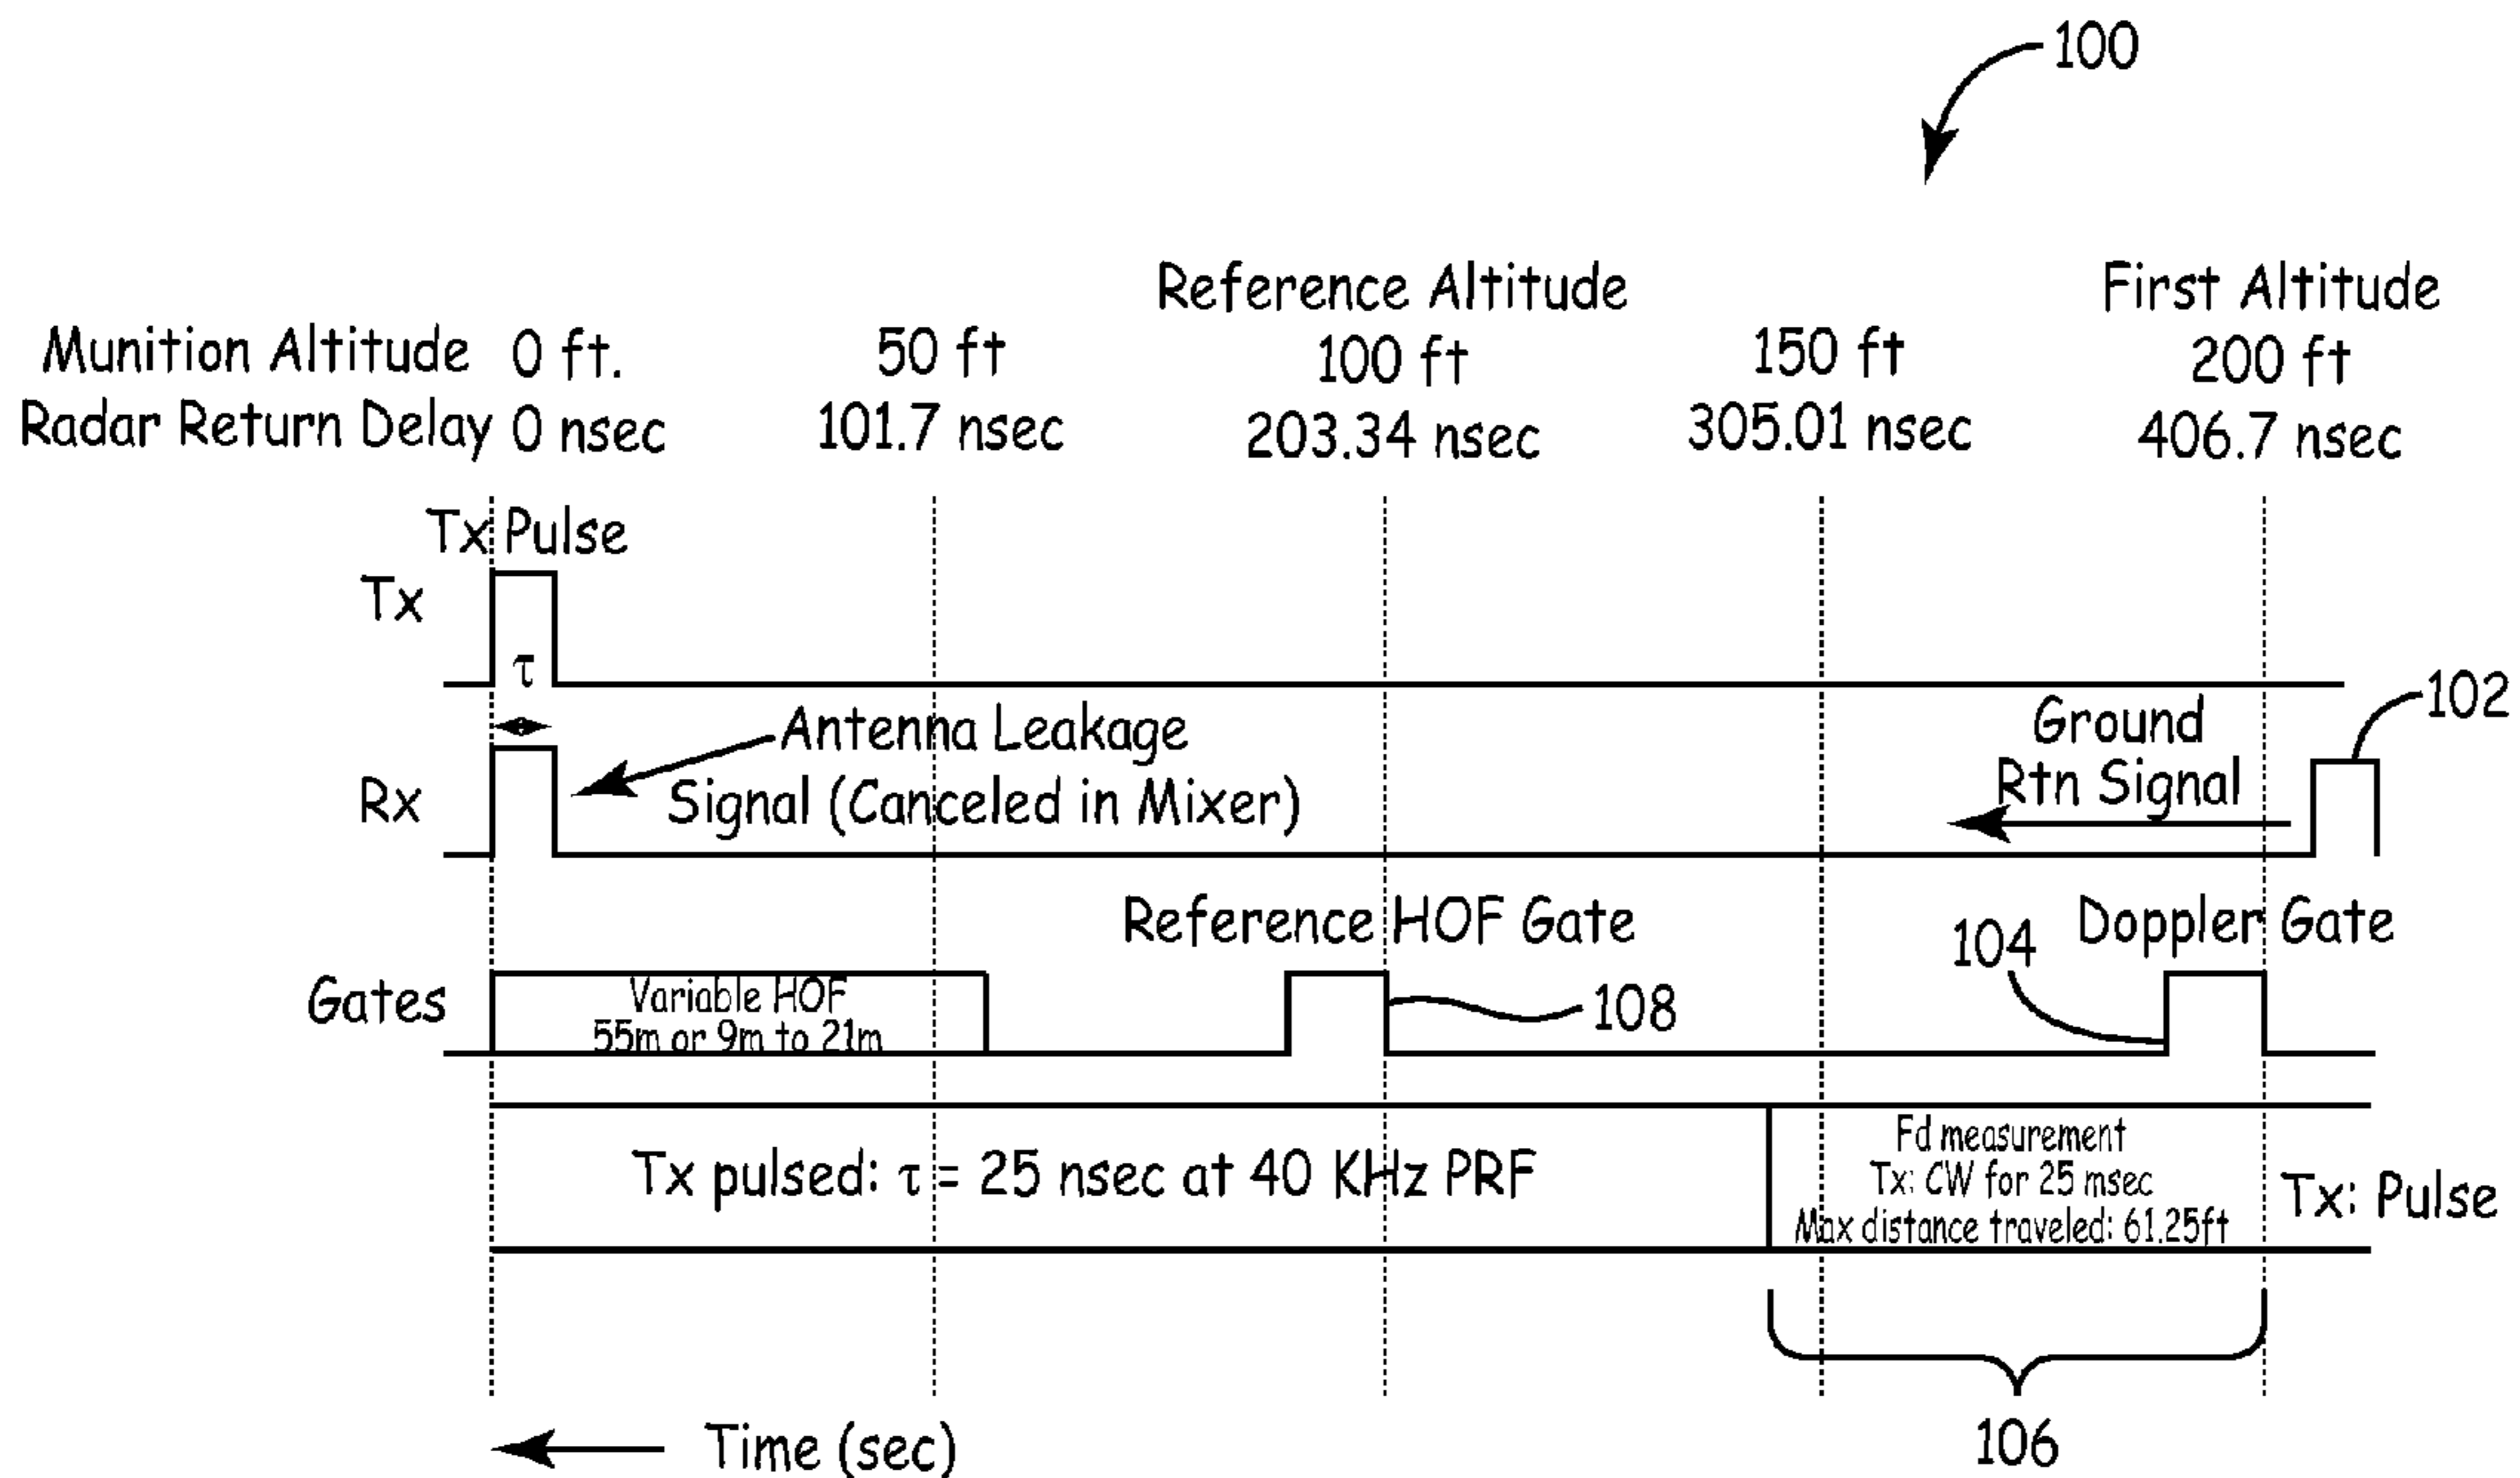 100
Reference Altitude
First Altitude
Munition Altitude 0 ft. 50 ft 100 ft 150 ft 200 ft
Radar Return Delay 0 nsec 101.7 nsec 203.34 nsec 305.01 nsec 406.7 nsec
Tx Pulse
Tx
τ
102
Antenna Leakage
Signal (Canceled in Mixer)
Ground
Rtn Signal
Rx
Reference HOF Gate
104
Doppler Gate
Gates
Variable HOF
55m or 9m to 21m
108
Tx pulsed: τ = 25 nsec at 40 KHz PRF
Fd measurement
Tx: CW for 25 msec
Max distance traveled: 61.25ft
Tx: Pulse
Time (sec)
106